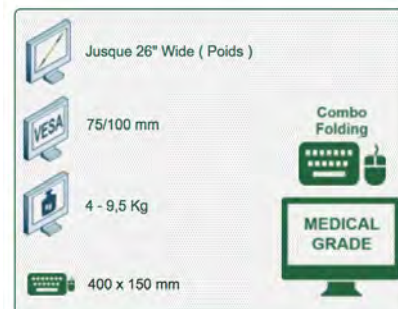 Jusque 26" Wide ( Poids )
VESA
75/100 mm
4 - 9,5 Kg
400 x 150 mm
Combo
Folding
MEDICAL
GRADE